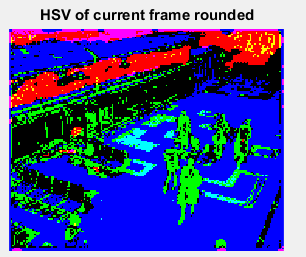 HSV of current frame rounded